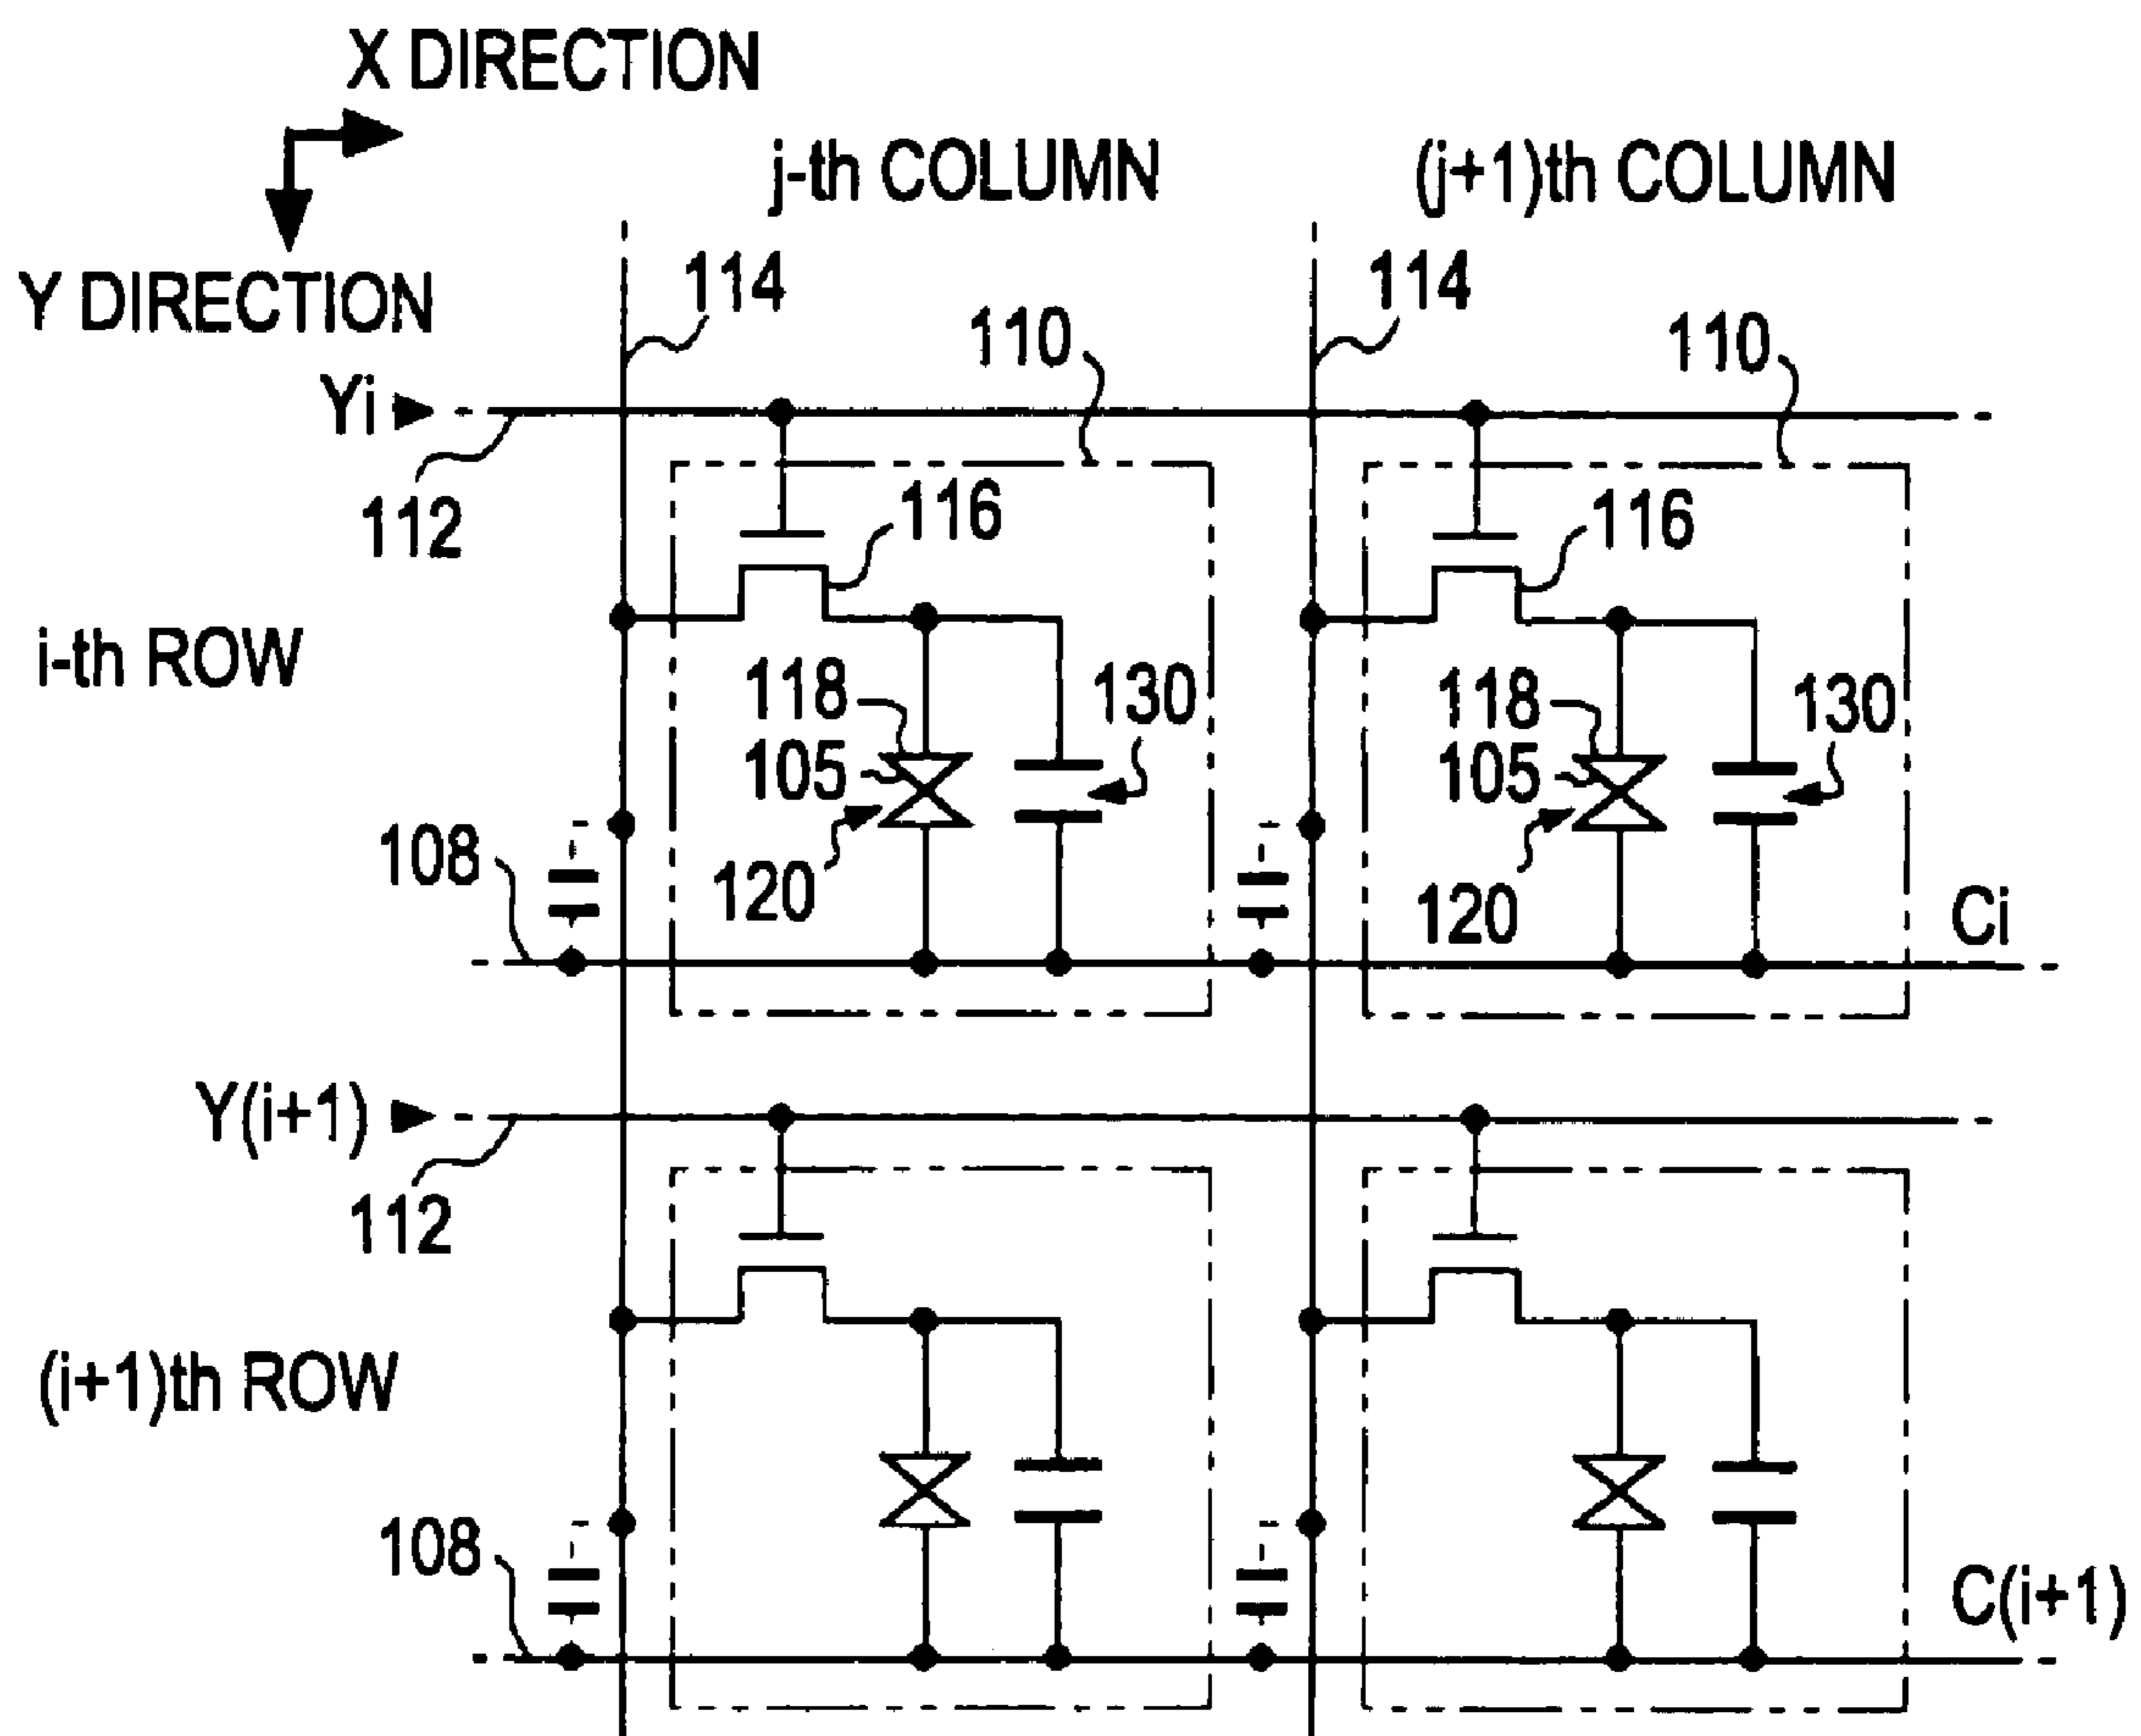 X DIRECTION
j-th COLUMN
(j+1)th COLUMN
Y DIRECTION
114
114
110
110
Yi
112
116
116
i-th ROW
118
130
118
130
105
105
108
120
120
Ci
Y(i+1)
112
(i+1)th ROW
108
C(i+1)